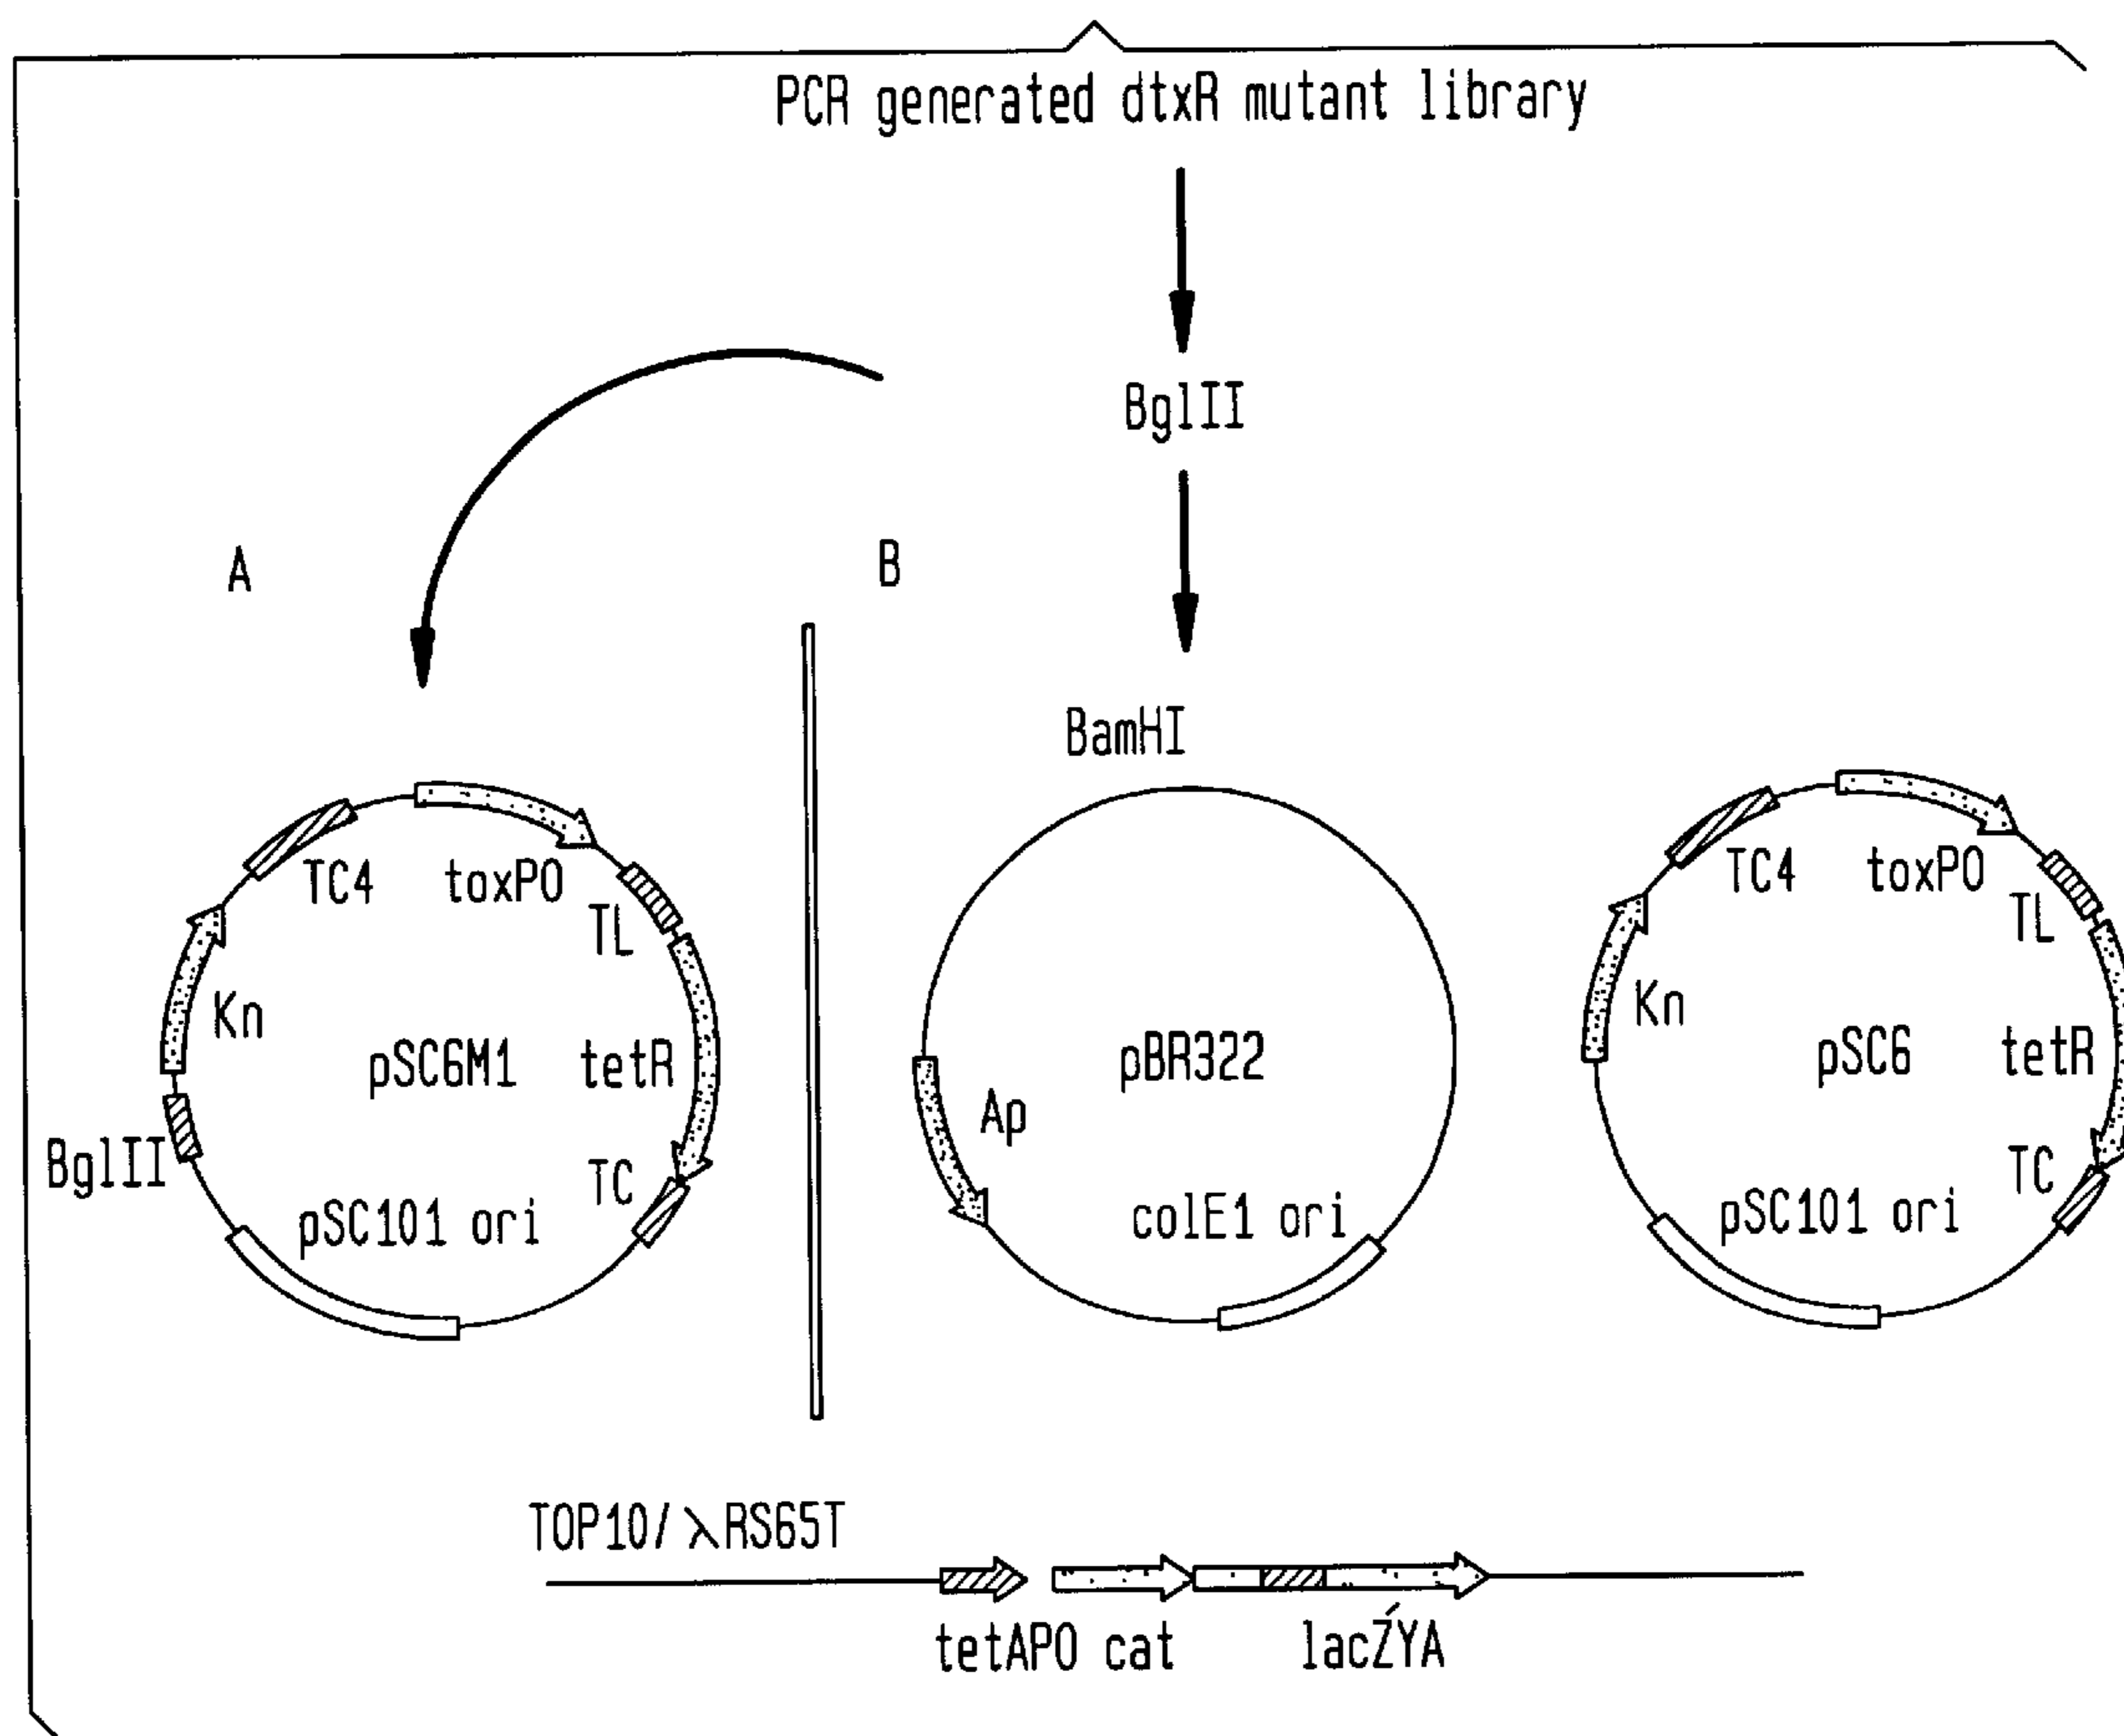 PCR generated dtxR mutant library
BglII
A
B
BamHI
TC4
toxPO
TL
Kn
pSC6M1
tetR
BglII
TC
pSC101 ori
pBR322
Ap
colE1 ori
TC4
toxPO
TL
Kn
pSC6
tetR
TC
pSC101 ori
TOP10/ λRS65T
tetAPO cat
lacŹYA